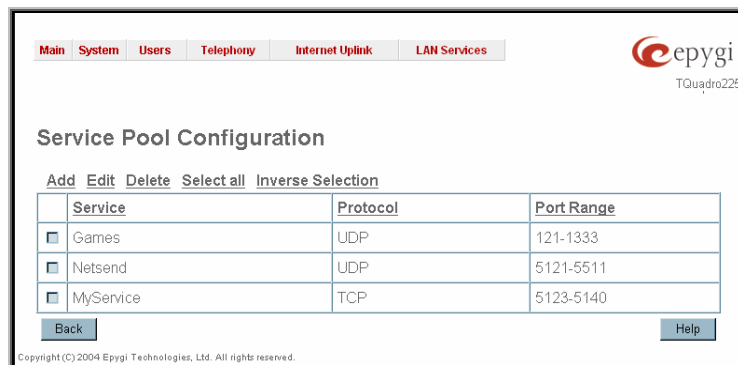 Main System Users Telephony Internet Uplink LAN Services
epygi
TQuadro225
Service Pool Configuration
Add Edit Delete Select all Inverse Selection
Service Protocol Port Range
Games UDP 121-1333
Netsend UDP 5121-5511
MyService TCP 5123-5140
Back Help
Copyright (C) 2004 Epygi Technologies, Ltd. All rights reserved.